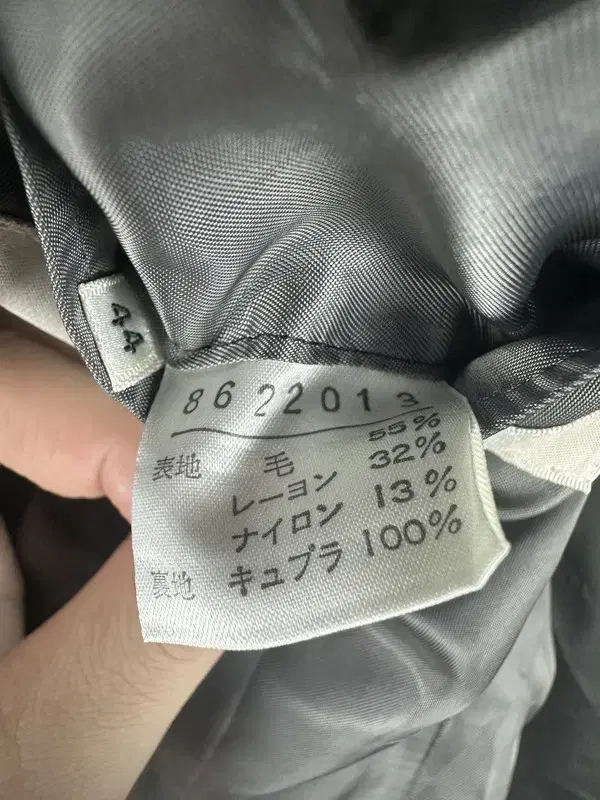 44
8622013
表地 毛 55%
レーヨン 32%
ナイロン 13%
裏地 キュプラ 100%